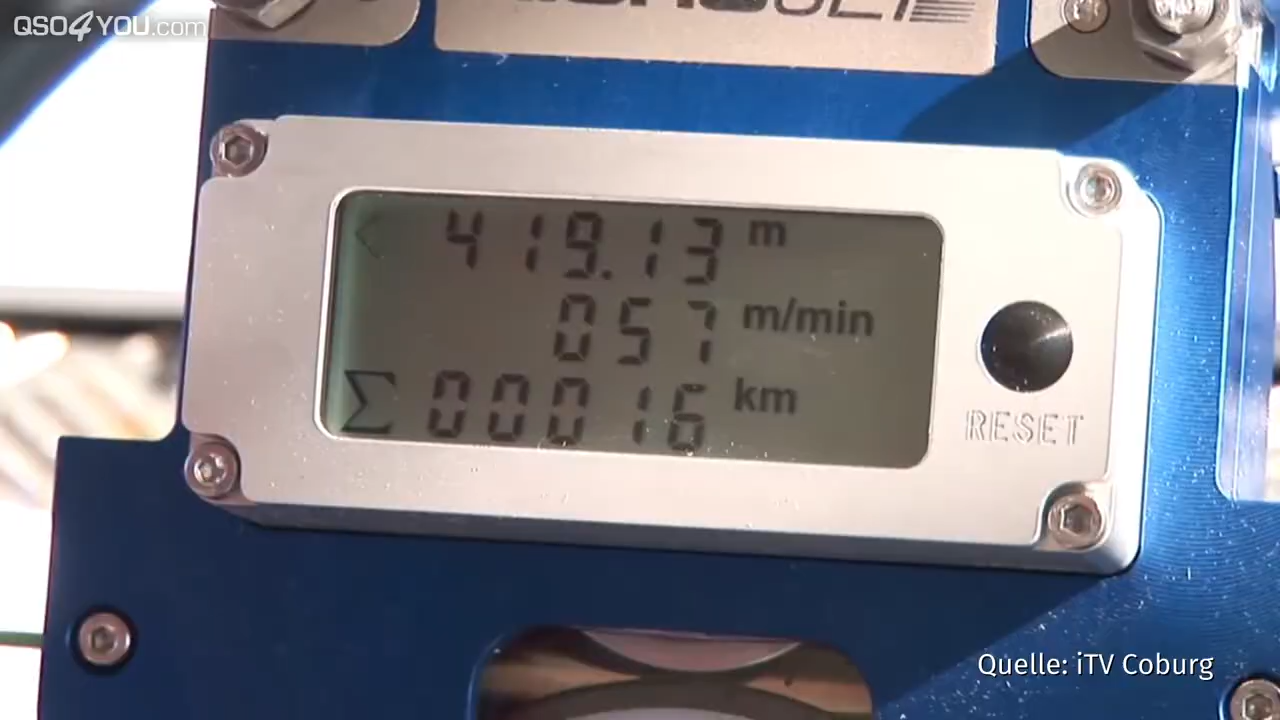 QSO4YOU.com
< 419.13 m
057 m/min
Σ 00016 km
RESET
Quelle: iTV Coburg